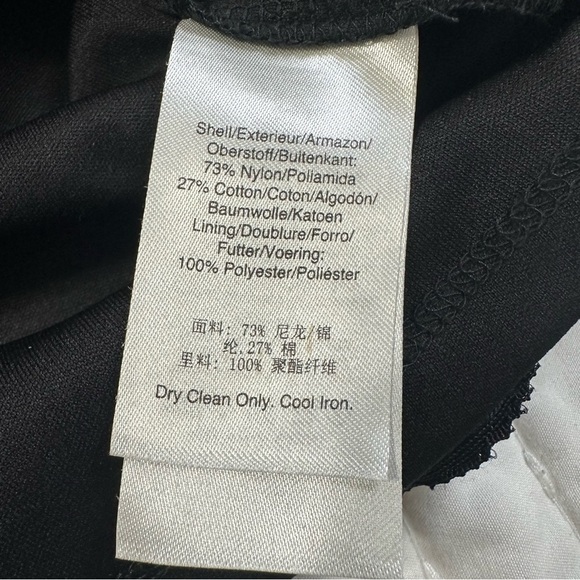 Shell/Exterieur/Armazon/
Oberstoff/Buitenkant:
73% Nylon/Poliamida
27% Cotton/Coton/Algodón/
Baumwolle/Katoen
Lining/Doublure/Forro/
Futter/Voering:
100% Polyester/Poliéster
面料: 73% 尼龙/锦
纶,27% 棉
里料: 100% 聚酯纤维
Dry Clean Only. Cool Iron.